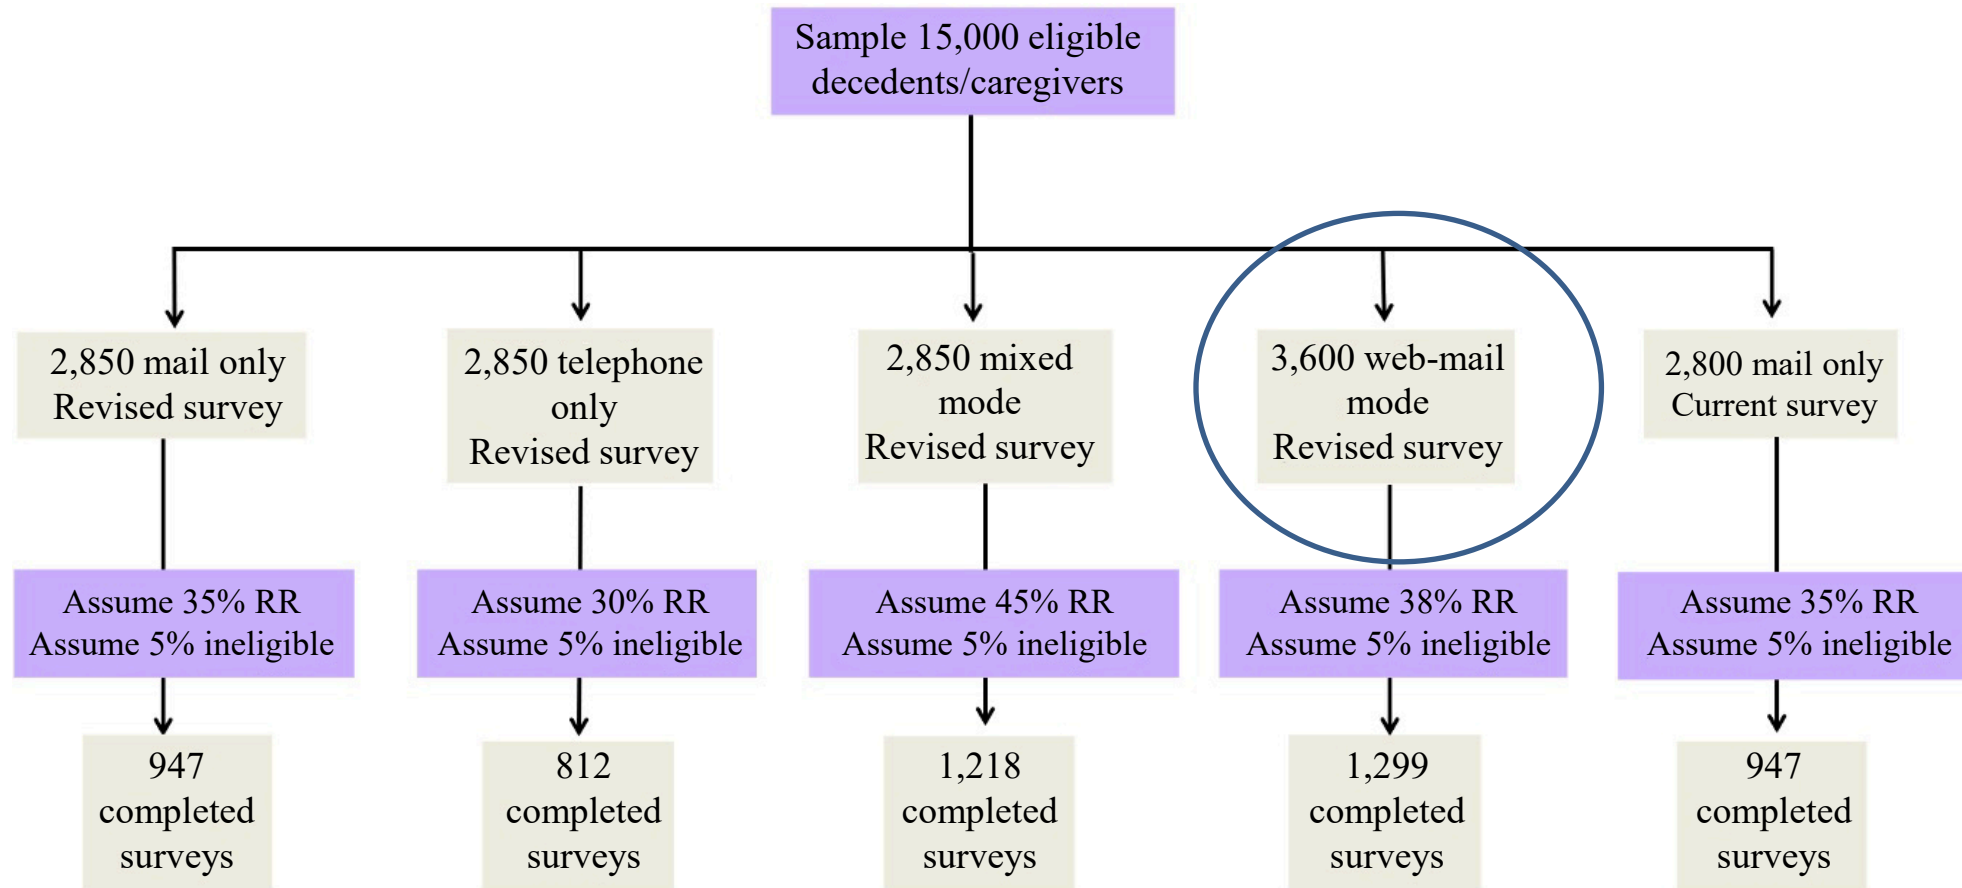 Sample 15,000 eligible
decedents/caregivers
2,850 mail only
Revised survey
2,850 telephone
only
Revised survey
2,850 mixed
mode
Revised survey
3,600 web-mail
mode
Revised survey
2,800 mail only
Current survey
Assume 35% RR
Assume 5% ineligible
Assume 30% RR
Assume 5% ineligible
Assume 45% RR
Assume 5% ineligible
Assume 38% RR
Assume 5% ineligible
Assume 35% RR
Assume 5% ineligible
947
completed
surveys
812
completed
surveys
1,218
completed
surveys
1,299
completed
surveys
947
completed
surveys